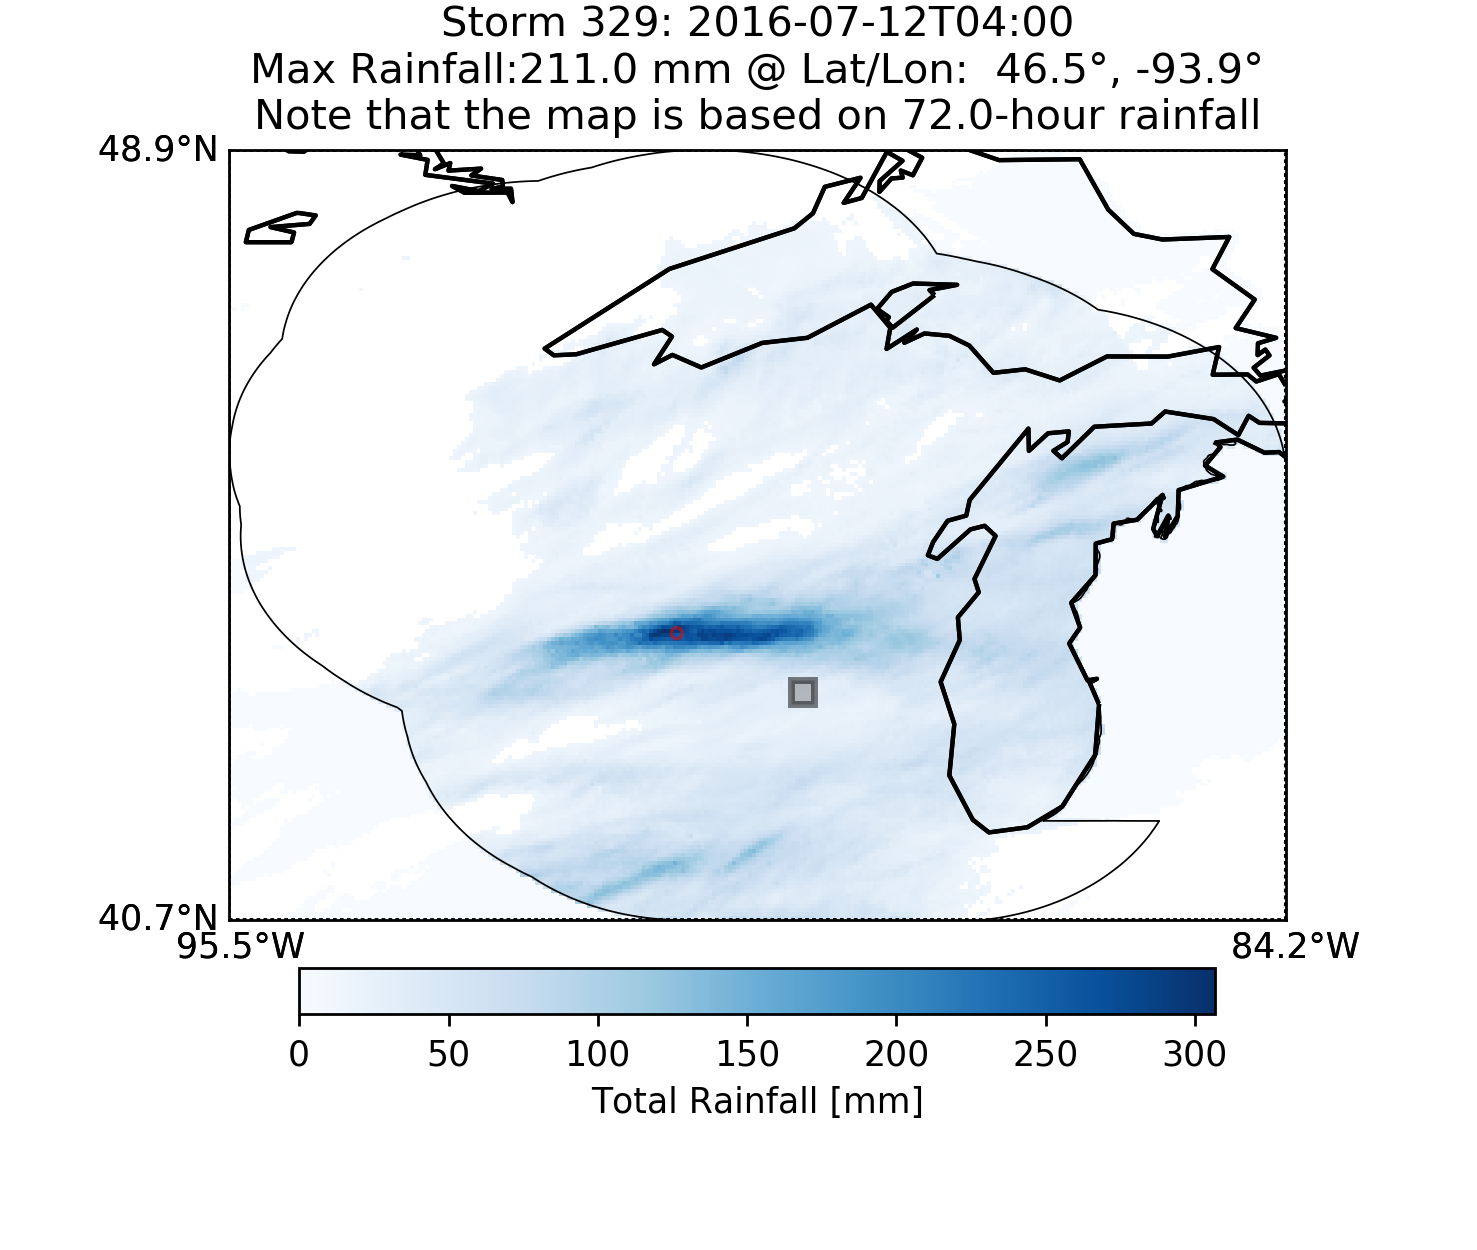 Storm 329: 2016-07-12T04:00
Max Rainfall:211.0 mm @ Lat/Lon:  46.5°, -93.9°
Note that the map is based on 72.0-hour rainfall
48.9°N
40.7°N
95.5°W 84.2°W
0 50 100 150 200 250 300
Total Rainfall [mm]